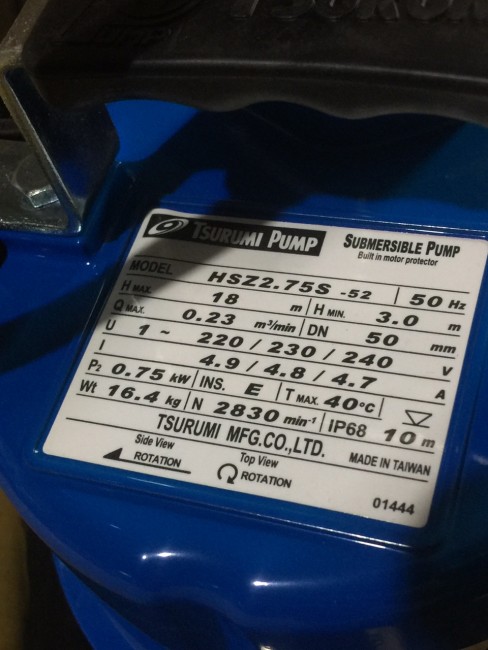 TSURUMI PUMP SUBMERSIBLE PUMP
Built in motor protector
MODEL HSZ2.75S -52 50 Hz
H MAX. 18 m H MIN. 3.0 m
Q MAX. 0.23 m³/min DN 50 mm
U 1 ~ 220 / 230 / 240 V
I 4.9 / 4.8 / 4.7 A
P2 0.75 kW INS. E T MAX. 40°C
Wt 16.4 kg N 2830 min⁻¹ IP68 10 m
TSURUMI MFG.CO.,LTD. MADE IN TAIWAN
Side View Top View
ROTATION ROTATION
01444